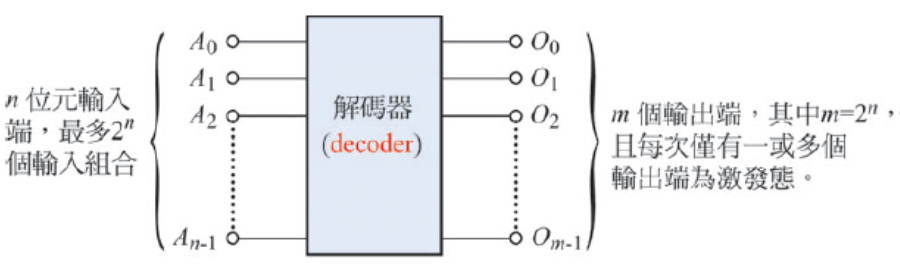 n 位元輸入
端，最多2ⁿ
個輸入組合
A₀
A₁
A₂
Aₙ₋₁
解碼器
(decoder)
O₀
O₁
O₂
Oₘ₋₁
m 個輸出端，其中m=2ⁿ，
且每次僅有一或多個
輸出端為激發態。